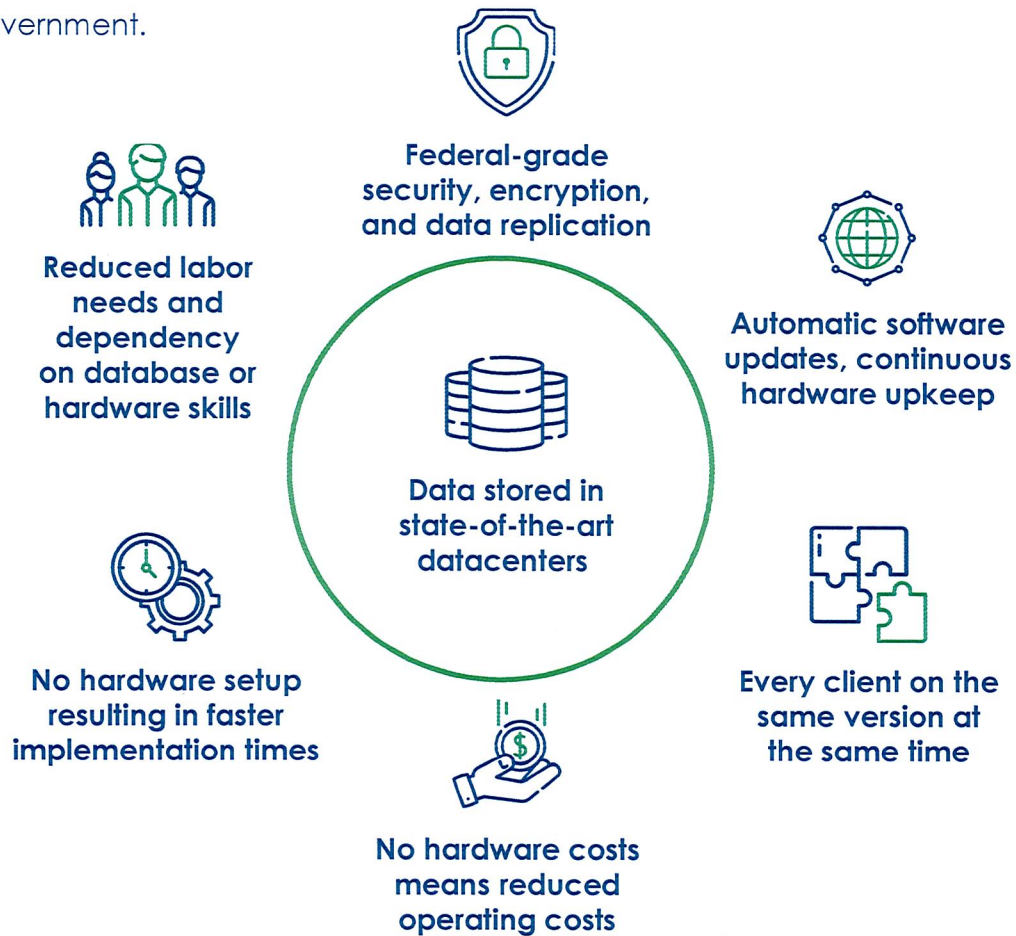 vernment.
Federal-grade
security, encryption,
and data replication
Reduced labor
needs and
dependency
on database or
hardware skills
Automatic software
updates, continuous
hardware upkeep
Data stored in
state-of-the-art
datacenters
No hardware setup
resulting in faster
implementation times
Every client on the
same version at
the same time
$
No hardware costs
means reduced
operating costs